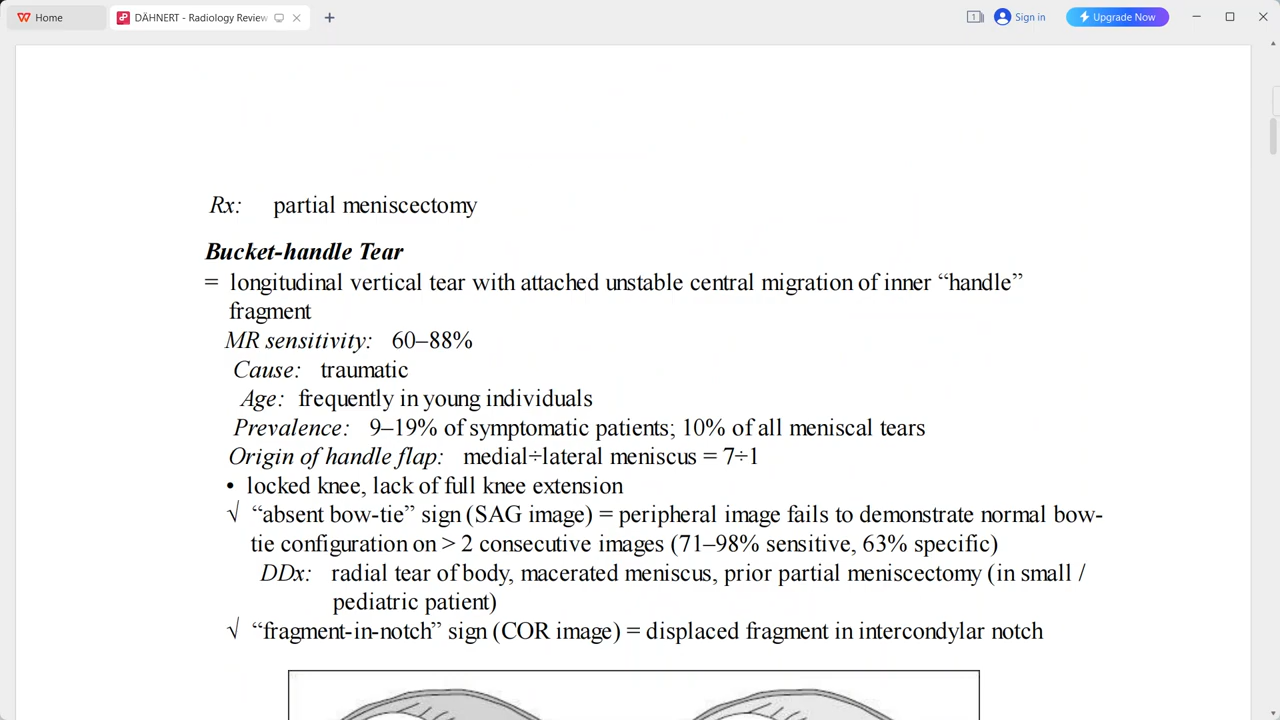 Home
DÄHNERT - Radiology Review
1
Sign in
Upgrade Now
Rx: partial meniscectomy
Bucket-handle Tear
= longitudinal vertical tear with attached unstable central migration of inner “handle”
fragment
MR sensitivity: 60–88%
Cause: traumatic
Age: frequently in young individuals
Prevalence: 9–19% of symptomatic patients; 10% of all meniscal tears
Origin of handle flap: medial÷lateral meniscus = 7÷1
• locked knee, lack of full knee extension
√ “absent bow-tie” sign (SAG image) = peripheral image fails to demonstrate normal bow-
tie configuration on > 2 consecutive images (71–98% sensitive, 63% specific)
DDx: radial tear of body, macerated meniscus, prior partial meniscectomy (in small /
pediatric patient)
√ “fragment-in-notch” sign (COR image) = displaced fragment in intercondylar notch